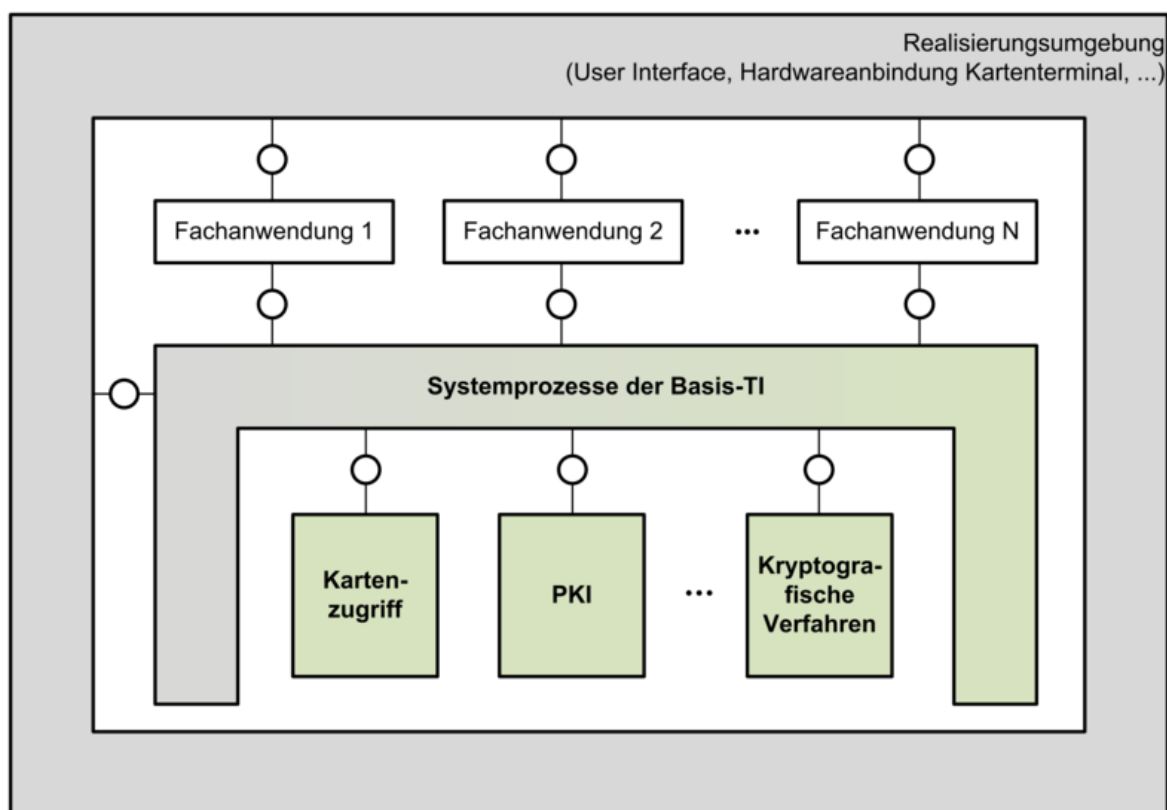 Realisierungsumgebung
(User Interface, Hardwareanbindung Kartenterminal, ...)
Fachanwendung 1
Fachanwendung 2
...
Fachanwendung N
Systemprozesse der Basis-TI
Karten-
zugriff
PKI
...
Kryptogra-
fische
Verfahren